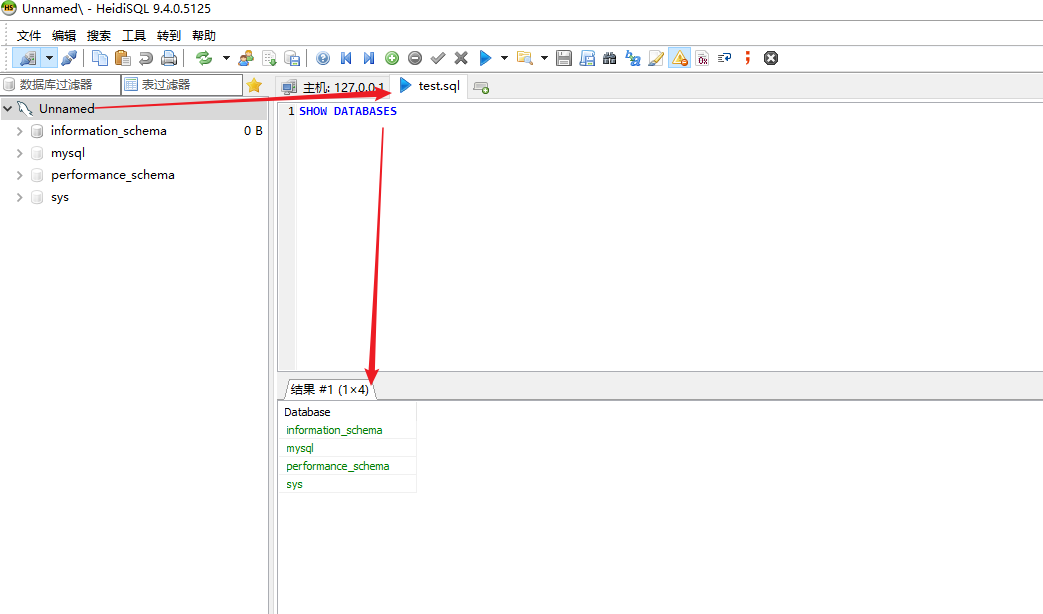 Unnamed\ - HeidiSQL 9.4.0.5125
文件 编辑 搜索 工具 转到 帮助
数据库过滤器 表过滤器 主机: 127.0.0.1 test.sql
Unnamed
information_schema 0 B
mysql
performance_schema
sys
1 SHOW DATABASES
结果 #1 (1×4)
Database
information_schema
mysql
performance_schema
sys